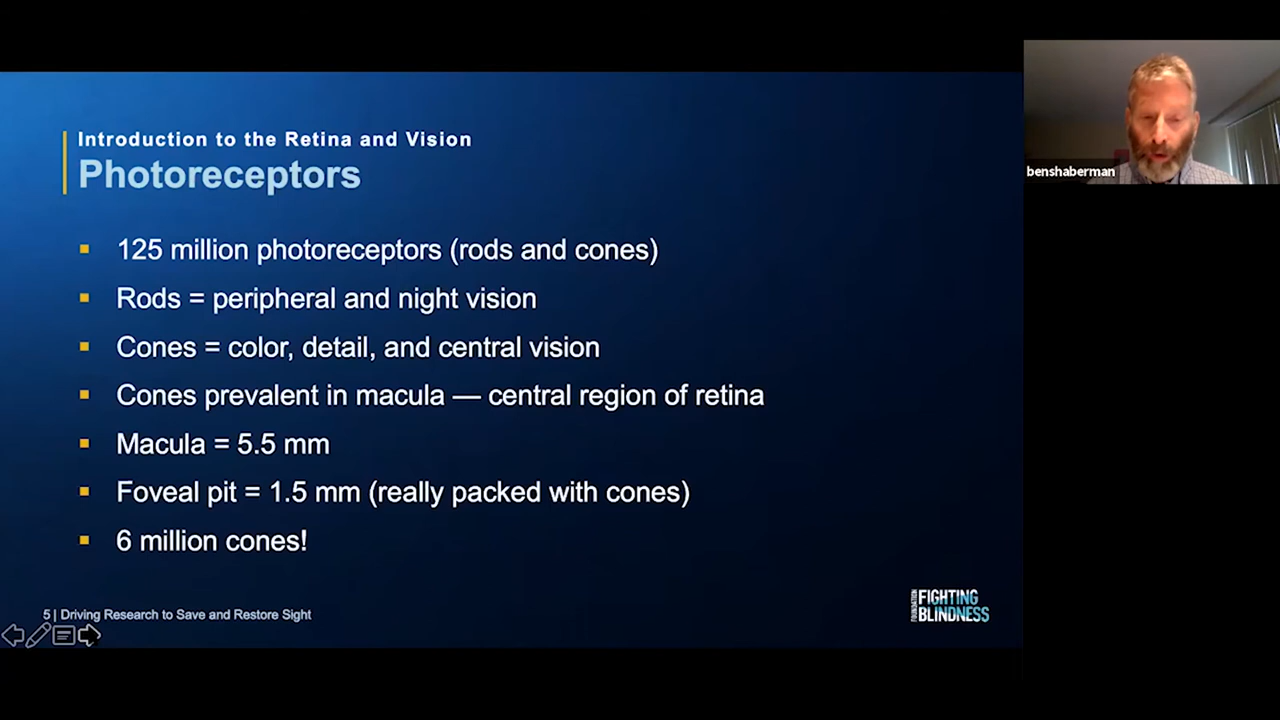 Introduction to the Retina and Vision
Photoreceptors
125 million photoreceptors (rods and cones)
Rods = peripheral and night vision
Cones = color, detail, and central vision
Cones prevalent in macula — central region of retina
Macula = 5.5 mm
Foveal pit = 1.5 mm (really packed with cones)
6 million cones!
5 | Driving Research to Save and Restore Sight
FOUNDATION
FIGHTING
BLINDNESS
benshaberman